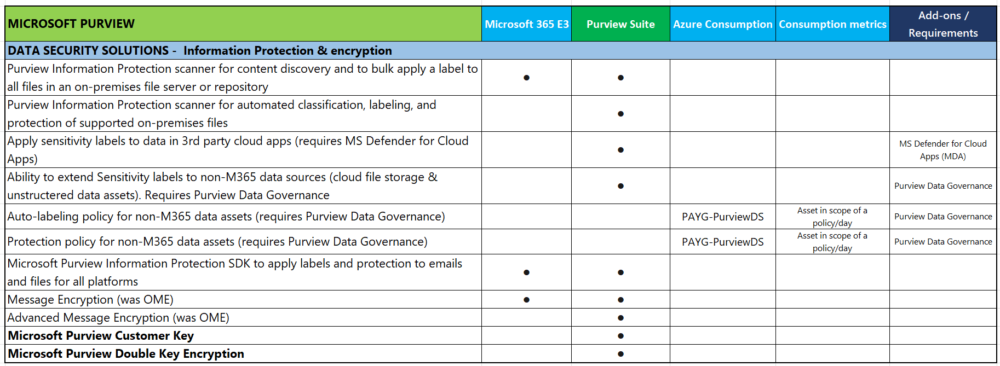 MICROSOFT PURVIEW
Microsoft 365 E3
Purview Suite
Azure Consumption
Consumption metrics
Add-ons /
Requirements
DATA SECURITY SOLUTIONS - Information Protection & encryption
Purview Information Protection scanner for content discovery and to bulk apply a label to
all files in an on-premises file server or repository
● ●
Purview Information Protection scanner for automated classification, labeling, and
protection of supported on-premises files
●
Apply sensitivity labels to data in 3rd party cloud apps (requires MS Defender for Cloud
Apps)
●
MS Defender for Cloud
Apps (MDA)
Ability to extend Sensitivity labels to non-M365 data sources (cloud file storage &
unstructered data assets). Requires Purview Data Governance
●
Purview Data Governance
Auto-labeling policy for non-M365 data assets (requires Purview Data Governance)
PAYG-PurviewDS
Asset in scope of a
policy/day
Purview Data Governance
Protection policy for non-M365 data assets (requires Purview Data Governance)
PAYG-PurviewDS
Asset in scope of a
policy/day
Purview Data Governance
Microsoft Purview Information Protection SDK to apply labels and protection to emails
and files for all platforms
● ●
Message Encryption (was OME)
● ●
Advanced Message Encryption (was OME)
●
Microsoft Purview Customer Key
●
Microsoft Purview Double Key Encryption
●